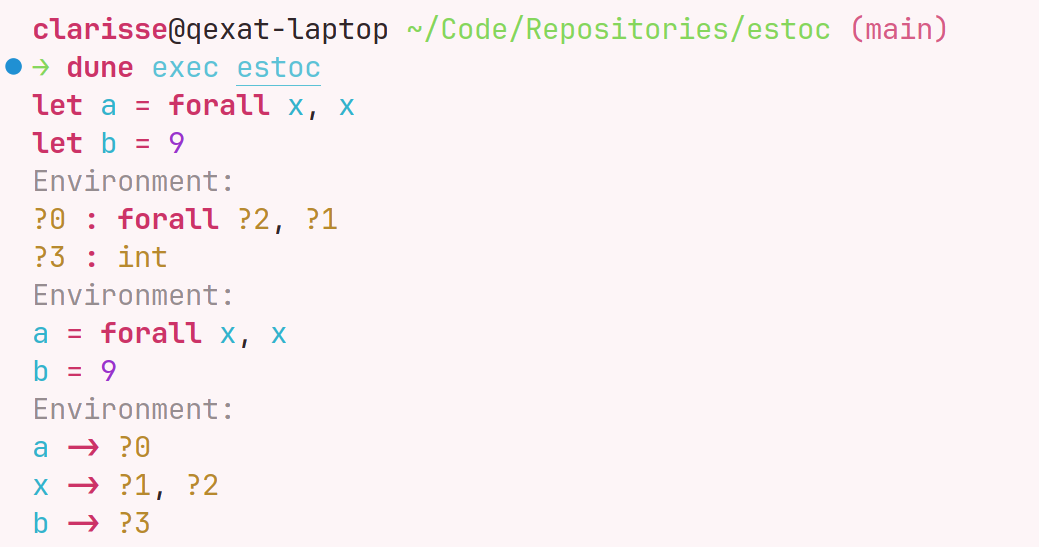 clarisse@qexat-laptop ~/Code/Repositories/estoc (main)
→ dune exec estoc
let a = forall x, x
let b = 9
Environment:
?0 : forall ?2, ?1
?3 : int
Environment:
a = forall x, x
b = 9
Environment:
a → ?0
x → ?1, ?2
b → ?3